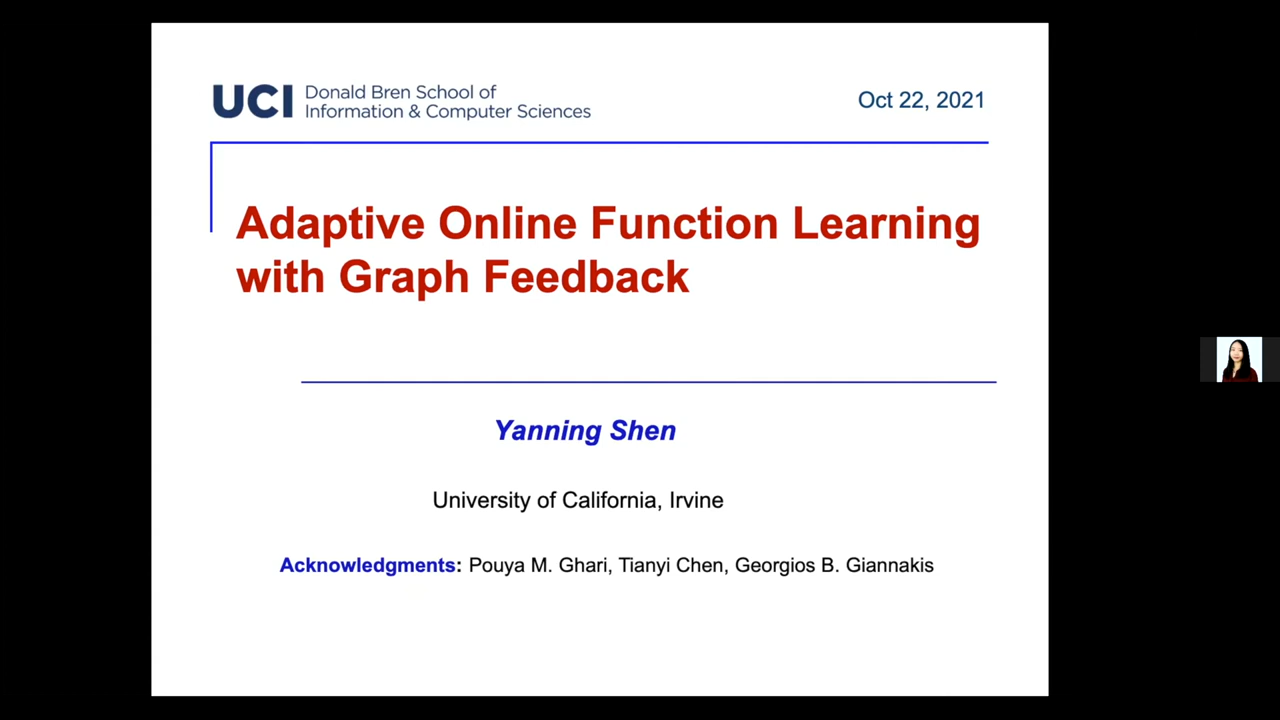 UCI Donald Bren School of
Information & Computer Sciences
Oct 22, 2021
Adaptive Online Function Learning
with Graph Feedback
Yanning Shen
University of California, Irvine
Acknowledgments: Pouya M. Ghari, Tianyi Chen, Georgios B. Giannakis